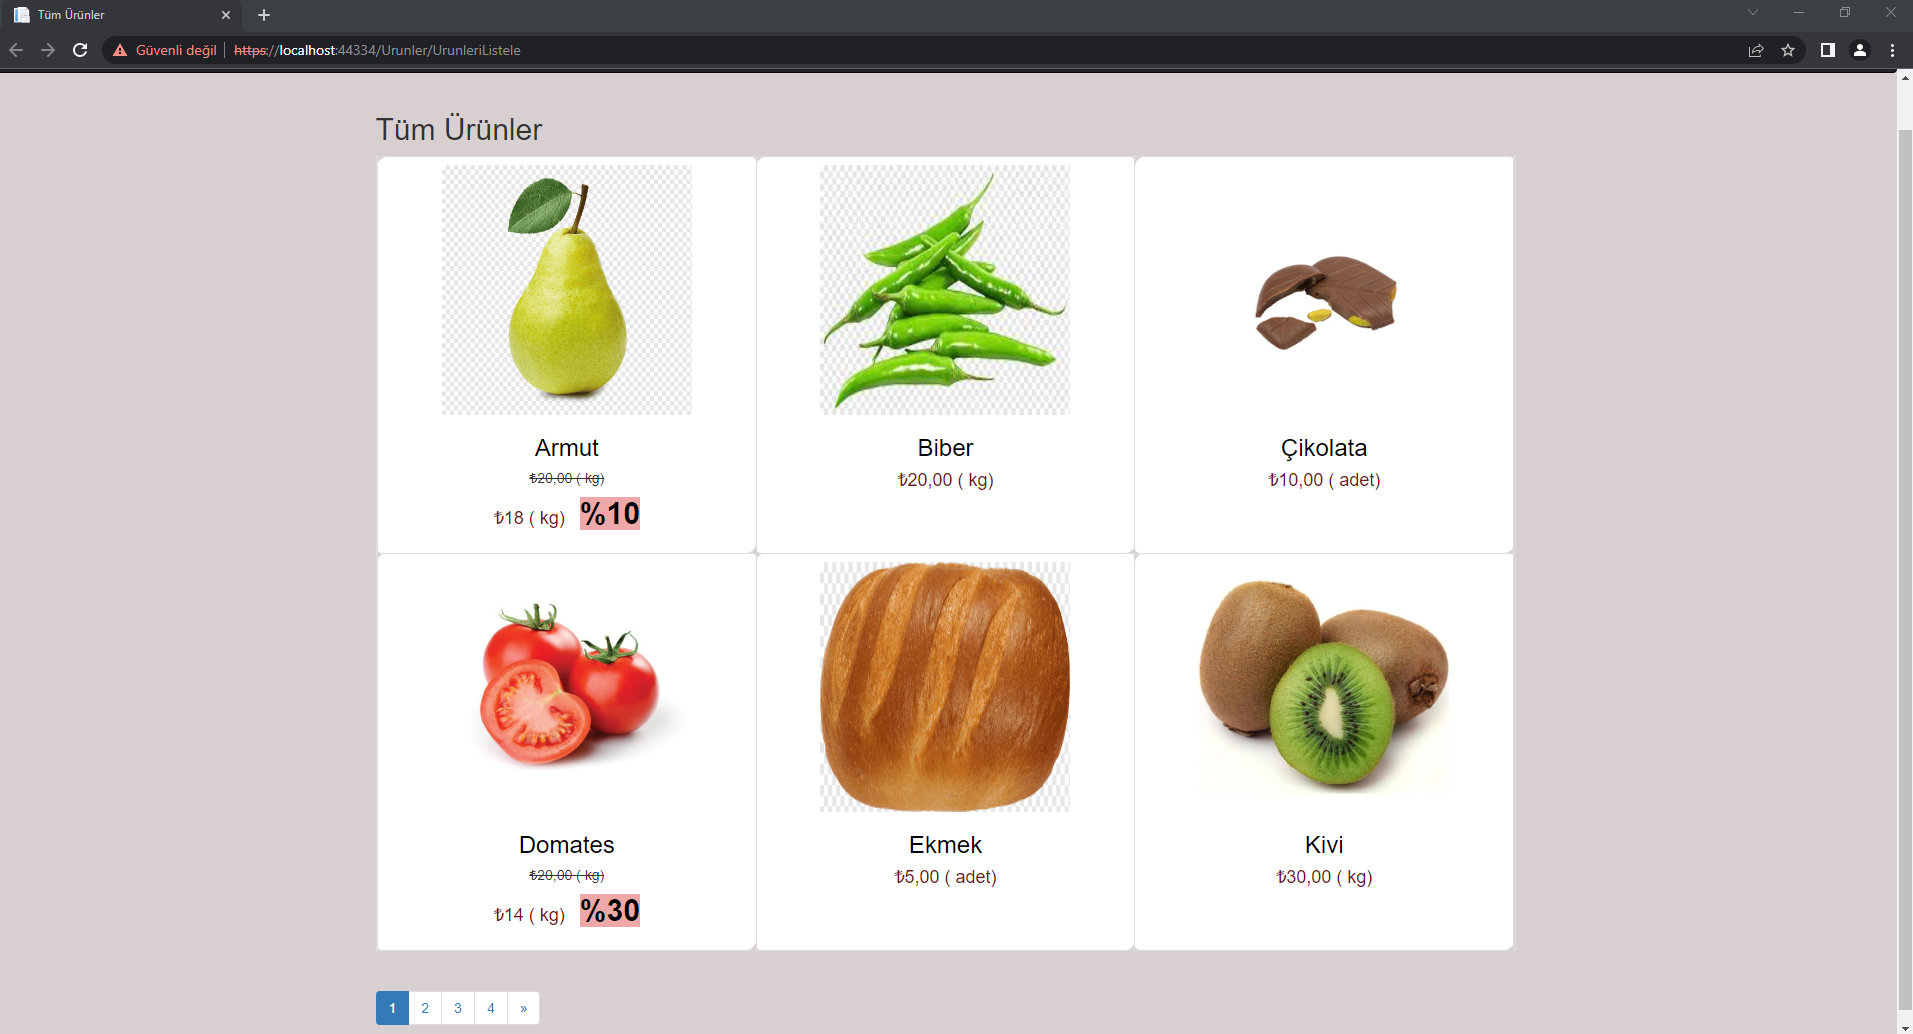 Tüm Ürünler
Güvenli değil https://localhost:44334/Urunler/UrunleriListele
Tüm Ürünler
Armut
₺20,00 ( kg)
₺18 ( kg) %10
Biber
₺20,00 ( kg)
Çikolata
₺10,00 ( adet)
Domates
₺20,00 ( kg)
₺14 ( kg) %30
Ekmek
₺5,00 ( adet)
Kivi
₺30,00 ( kg)
1 2 3 4 »